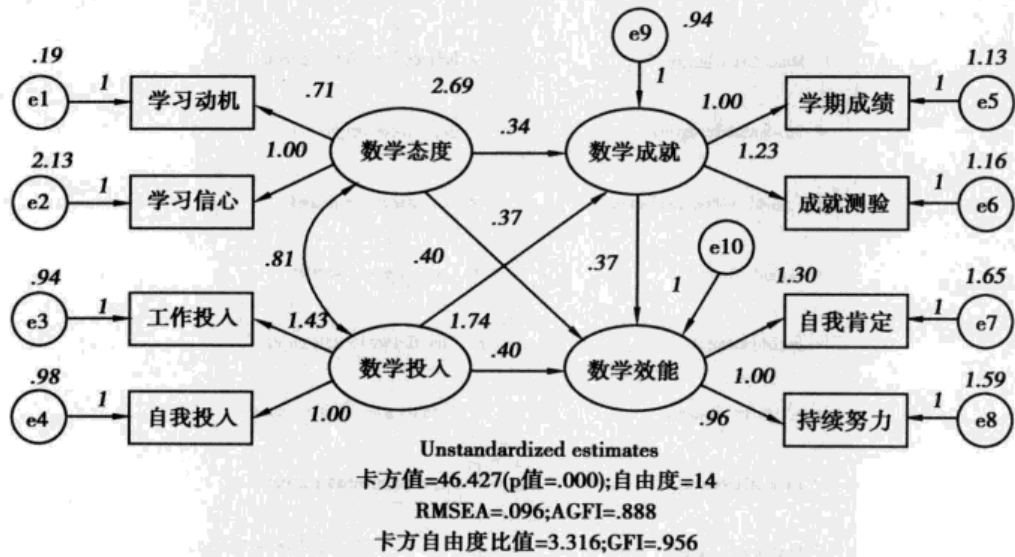 .19
e1
1
学习动机
.71
2.69
.34
e9
.94
1
1.00
学期成绩
1
1.13
e5
2.13
e2
1
学习信心
1.00
数学态度
数学成就
1.23
成就测验
1
1.16
e6
.81
.40
.37
.37
e10
1
1.30
.94
e3
1
工作投入
1.43
1.74
自我肯定
1
1.65
e7
.98
e4
1
自我投入
1.00
数学投入
.40
数学效能
1.00
.96
持续努力
1
1.59
e8
Unstandardized estimates
卡方值=46.427(p值=.000);自由度=14
RMSEA=.096;AGFI=.888
卡方自由度比值=3.316;GFI=.956